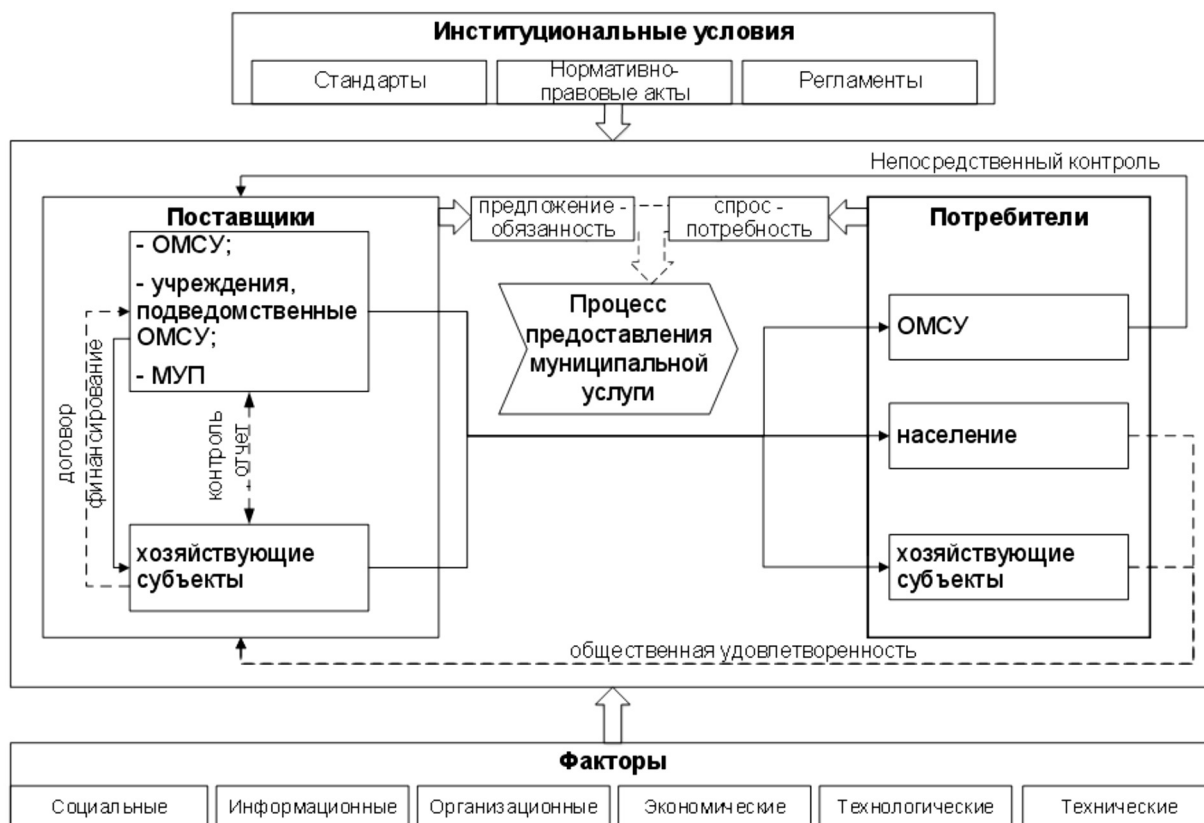 Институциональные условия
Стандарты
Нормативно-
правовые акты
Регламенты
Непосредственный контроль
Поставщики
- ОМСУ;
- учреждения,
подведомственные
ОМСУ;
- МУП
предложение -
обязанность
спрос -
потребность
Потребители
Процесс
предоставления
муниципальной
услуги
ОМСУ
население
хозяйствующие
субъекты
договор
финансирование
контроль
- отчет
хозяйствующие
субъекты
общественная удовлетворенность
Факторы
Социальные
Информационные
Организационные
Экономические
Технологические
Технические